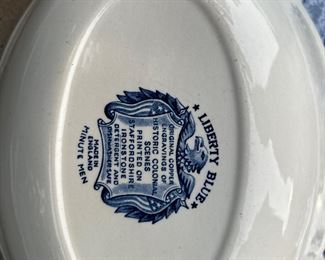 LIBERTY BLUE
ORIGINAL COPPER
ENGRAVINGS OF
HISTORIC COLONIAL
SCENES
PRINTED ON
STAFFORDSHIRE
IRONSTONE
DETERGENT AND
DISHWASHER SAFE
MADE IN
ENGLAND
MINUTE MEN